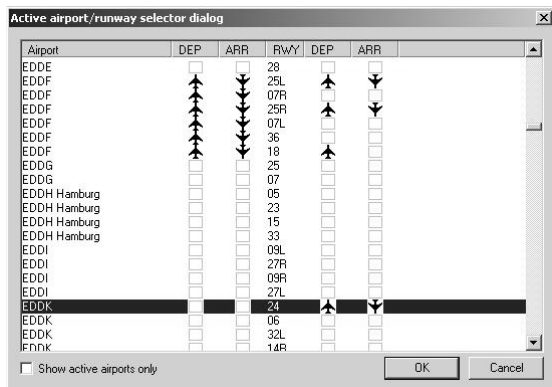 Active airport/runway selector dialog
Airport DEP ARR RWY DEP ARR
EDDE 28
EDDF 25L
EDDF 07R
EDDF 25R
EDDF 07L
EDDF 36
EDDF 18
EDDG 25
EDDG 07
EDDH Hamburg 05
EDDH Hamburg 23
EDDH Hamburg 15
EDDH Hamburg 33
EDDI 09L
EDDI 27R
EDDI 09R
EDDI 27L
EDDK 24
EDDK 06
EDDK 32L
EDDK 14R
Show active airports only OK Cancel